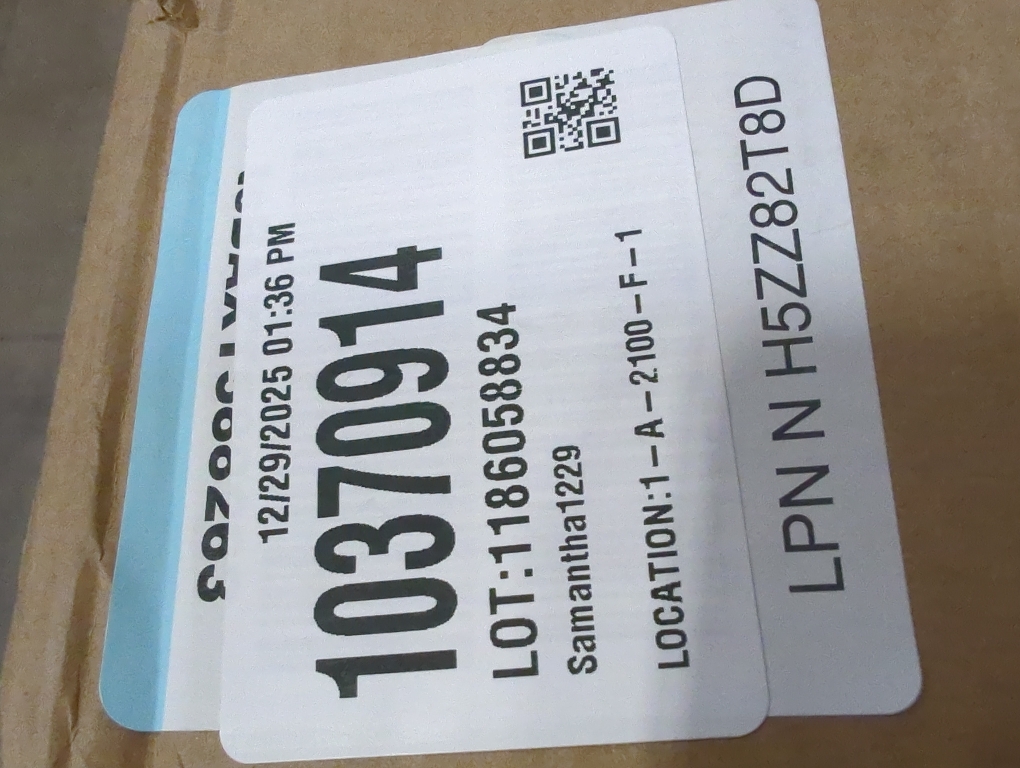 12/29/2025 01:36 PM
10370914
LOT:1186058834
Samantha1229
LOCATION:1-A-2100-F-1
LPN N H5ZZ82T8D